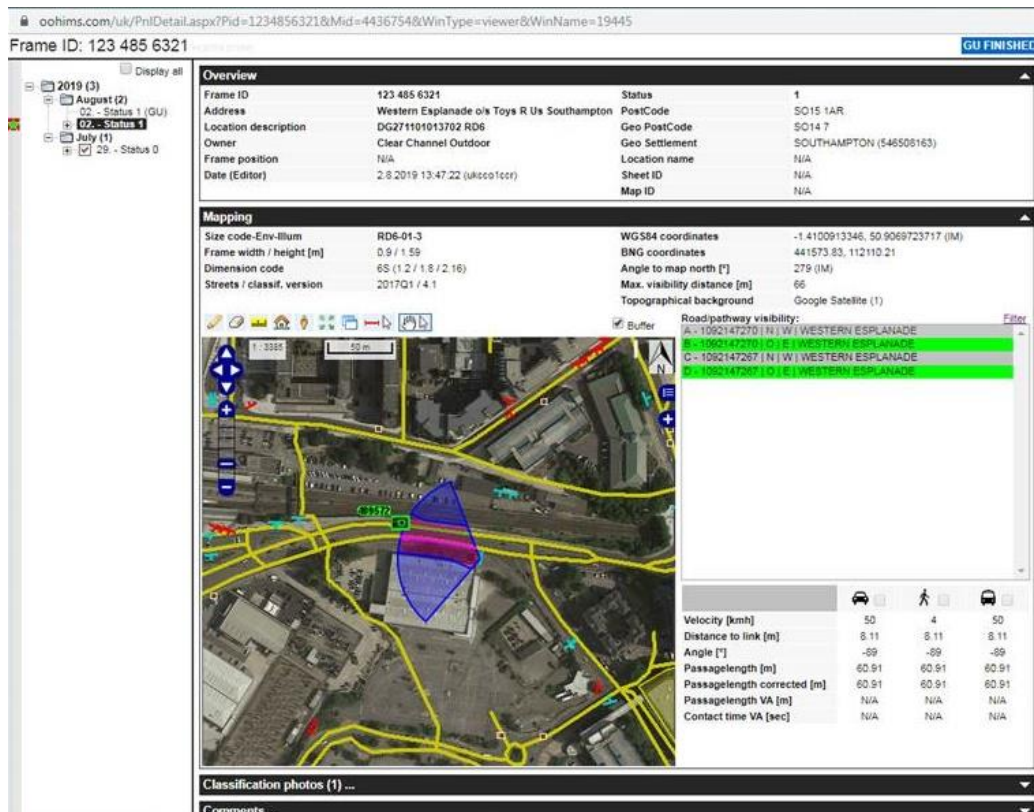 oohims.com/uk/PnlDetail.aspx?Pid=1234856321&Mid=4436754&WinType=viewer&WinName=19445
Frame ID: 123 485 6321
GU FINISHED
Display all
2019 (3)
August (2)
02. - Status 1 (GU)
02. - Status 1
July (1)
29. - Status 0
Overview
Frame ID 123 485 6321 Status 1
Address Western Esplanade o/s Toys R Us Southampton PostCode SO15 1AR
Location description DG271101013702 RD6 Geo PostCode SO14 7
Owner Clear Channel Outdoor Geo Settlement SOUTHAMPTON (546508163)
Frame position N/A Location name N/A
Date (Editor) 2.8.2019 13:47:22 (ukcco1ccr) Sheet ID N/A
Map ID N/A
Mapping
Size code-Env-Illum RD6-01-3 WGS84 coordinates -1.4100913346, 50.9069723717 (IM)
Frame width / height [m] 0.9 / 1.59 BNG coordinates 441573.83, 112110.21
Dimension code 6S (1.2 / 1.8 / 2.16) Angle to map north [°] 279 (IM)
Streets / classif. version 2017Q1 / 4.1 Max. visibility distance [m] 66
Topographical background Google Satellite (1)
Buffer
Road/pathway visibility: Filter
A - 1092147270 | N | W | WESTERN ESPLANADE
B - 1092147270 | O | E | WESTERN ESPLANADE
C - 1092147267 | N | W | WESTERN ESPLANADE
D - 1092147267 | O | E | WESTERN ESPLANADE
1 : 3385
50 m
N
489572
Velocity [kmh] 50 4 50
Distance to link [m] 8.11 8.11 8.11
Angle [°] -89 -89 -89
Passagelength [m] 60.91 60.91 60.91
Passagelength corrected [m] 60.91 60.91 60.91
Passagelength VA [m] N/A N/A N/A
Contact time VA [sec] N/A N/A N/A
Classification photos (1) ...
Comments